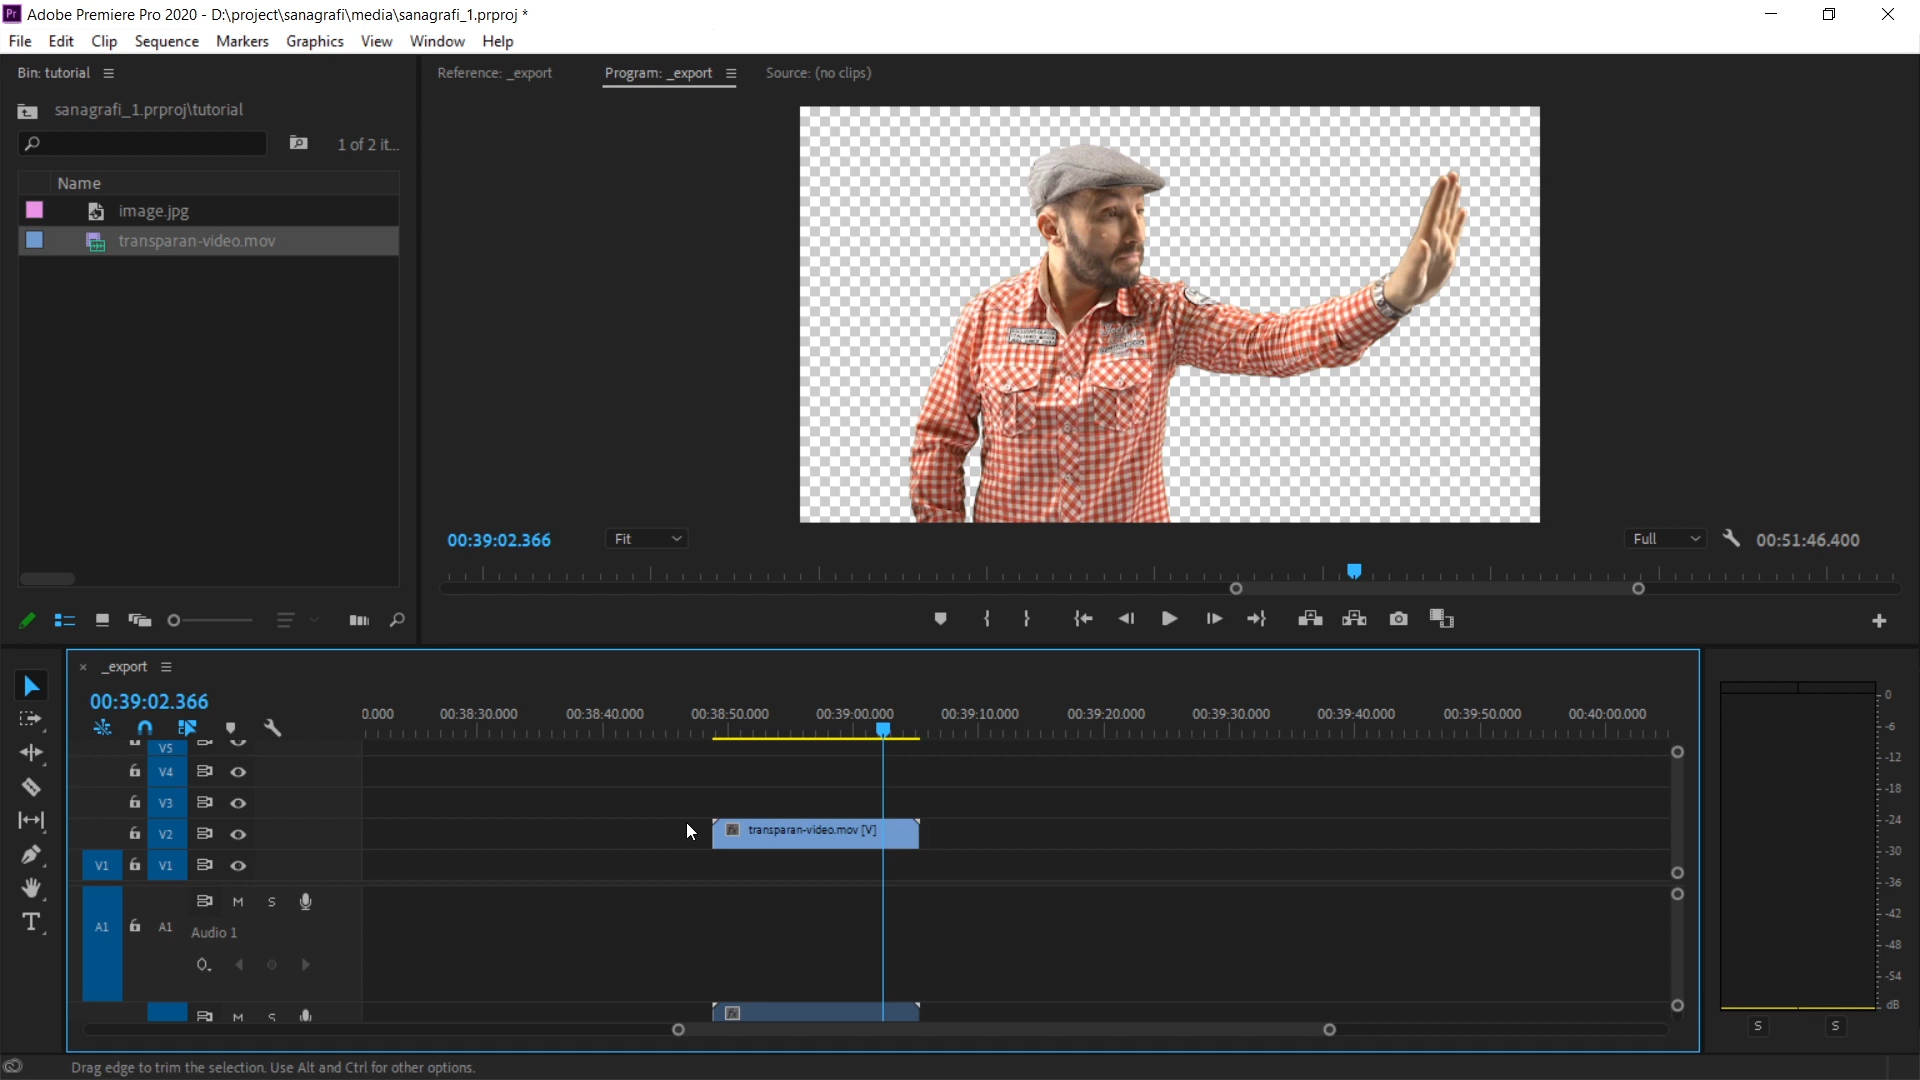 Pr Adobe Premiere Pro 2020 - D:\project\sanagrafi\media\sanagrafi_1.prproj *
File Edit Clip Sequence Markers Graphics View Window Help
Bin: tutorial
Reference: _export Program: _export Source: (no clips)
sanagrafi_1.prproj\tutorial
1 of 2 it...
Name
image.jpg
transparan-video.mov
00:39:02.366 Fit Full 00:51:46.400
_export
00:39:02.366
0.000 00:38:30.000 00:38:40.000 00:38:50.000 00:39:00.000 00:39:10.000 00:39:20.000 00:39:30.000 00:39:40.000 00:39:50.000 00:40:00.000
V5
V4
V3
V2 fx transparan-video.mov [V]
V1 V1
M S
A1 A1 Audio 1
M S fx
0
-6
-12
-18
-24
-30
-36
-42
-48
-54
dB
S S
Drag edge to trim the selection. Use Alt and Ctrl for other options.